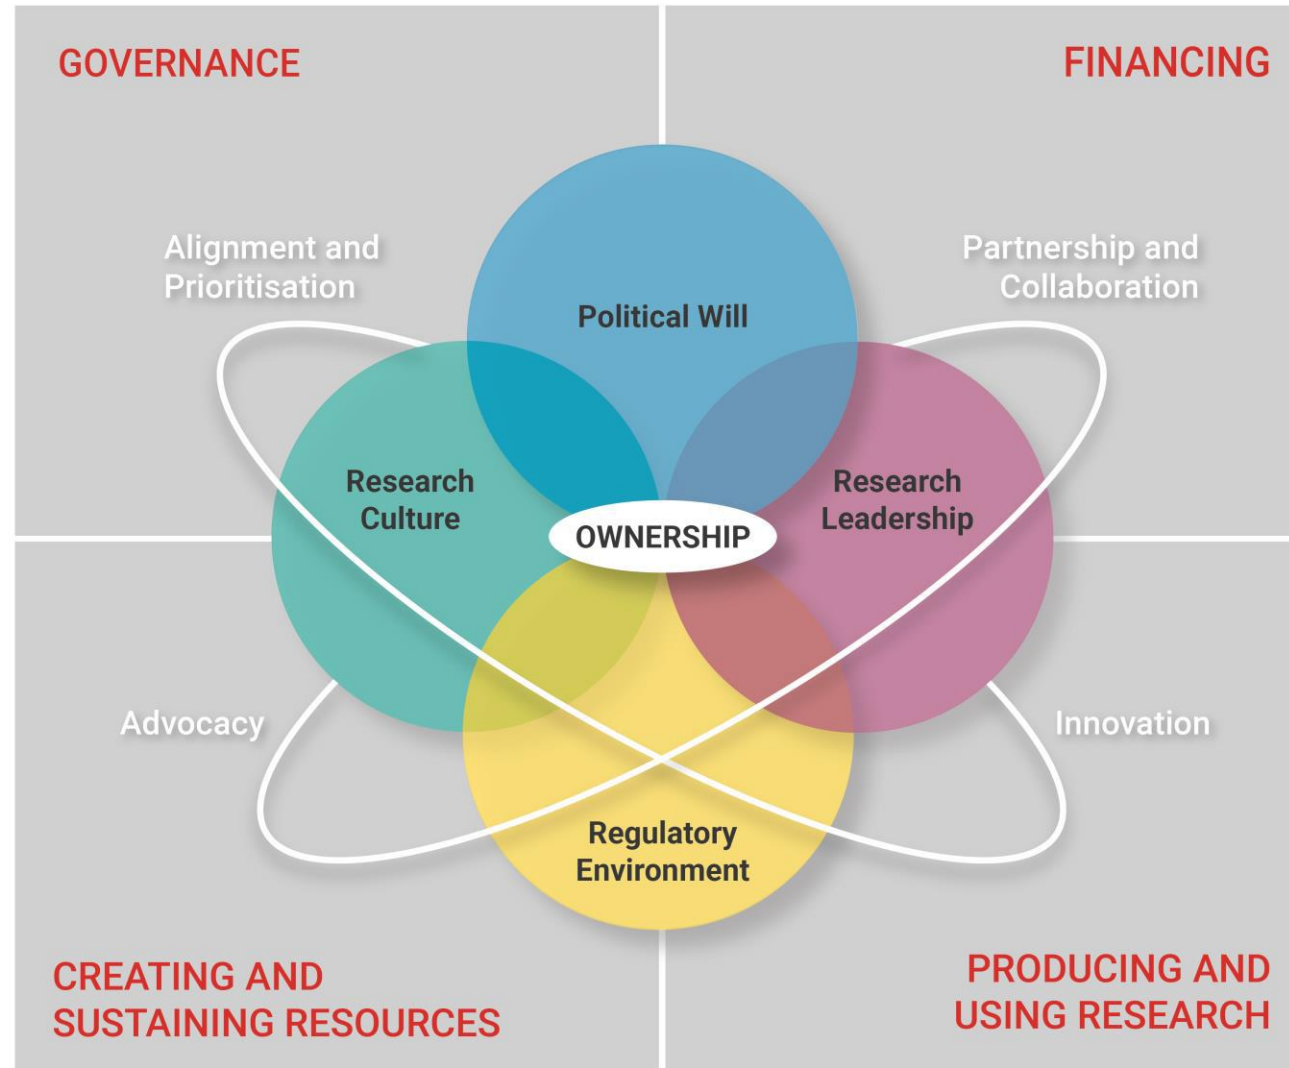 GOVERNANCE
FINANCING
Alignment and
Prioritisation
Partnership and
Collaboration
Political Will
Research
Culture
Research
Leadership
OWNERSHIP
Advocacy
Innovation
Regulatory
Environment
CREATING AND
SUSTAINING RESOURCES
PRODUCING AND
USING RESEARCH